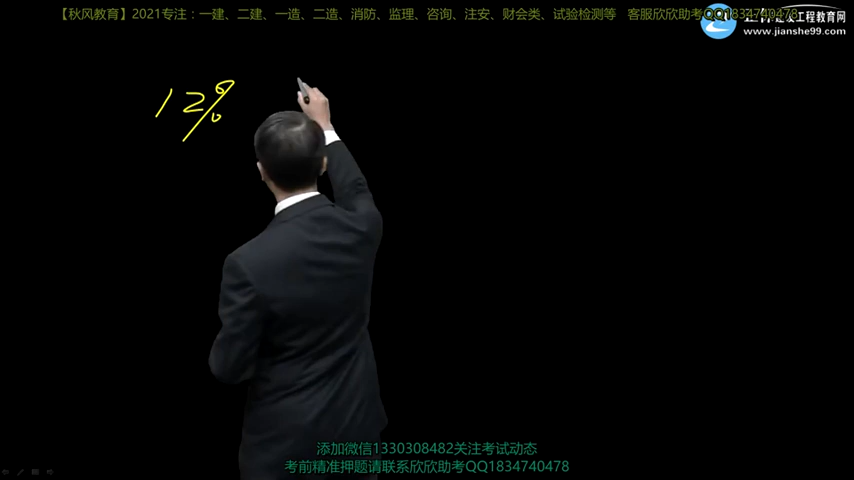 【秋风教育】2021专注：一建、二建、一造、二造、消防、监理、咨询、注安、财会类、试验检测等 客服欣欣助考QQ1834740478
工程教育网
www.jianshe99.com
12%
添加微信1330308482关注考试动态
考前精准押题请联系欣欣助考QQ1834740478